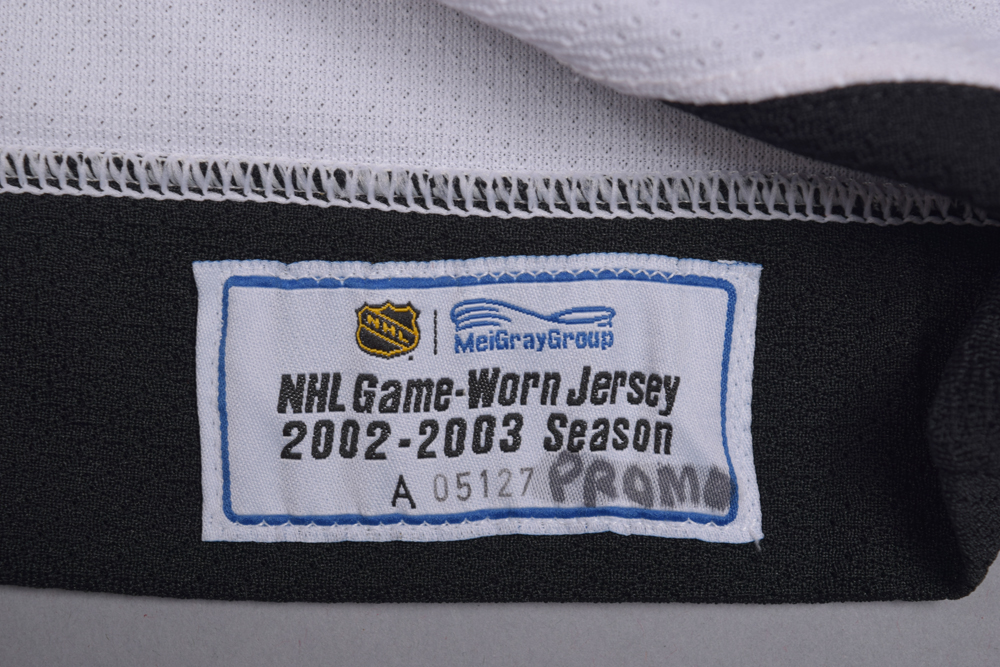 NHL | MeiGrayGroup
NHL Game-Worn Jersey
2002-2003 Season
A 05127 PROMO